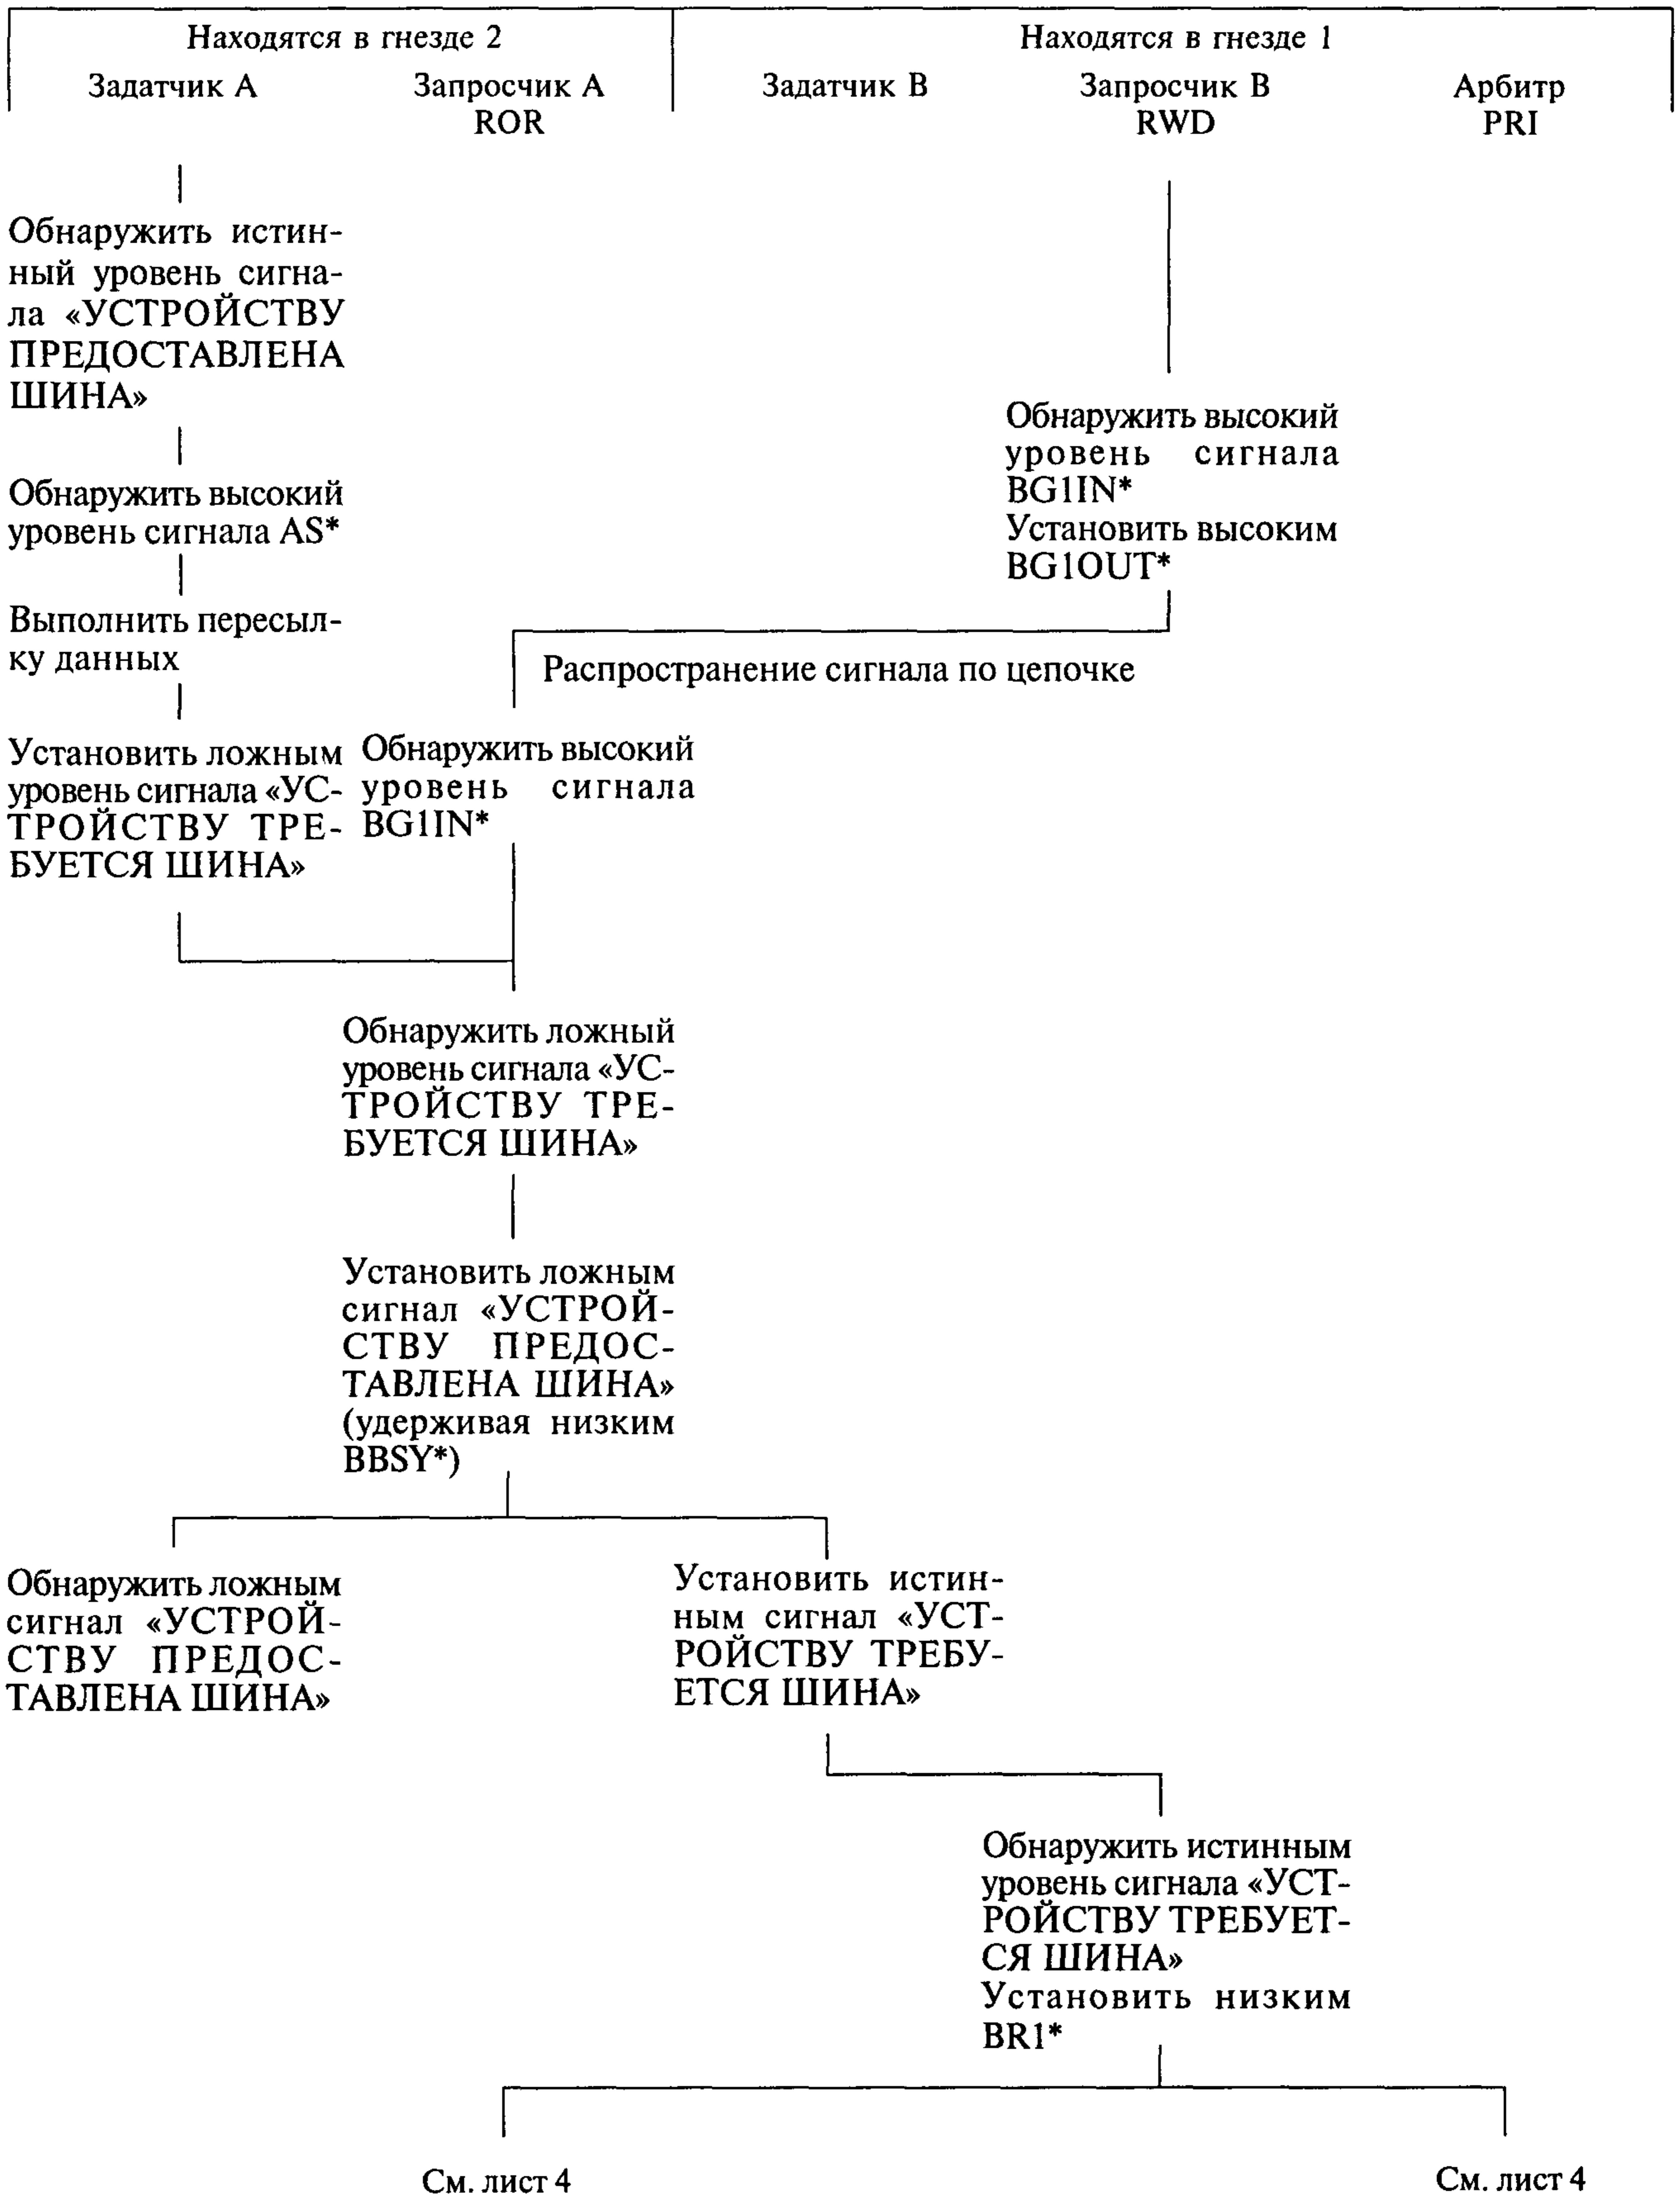 Находятся в гнезде 2
Находятся в гнезде 1
Задатчик А
Запросчик А
ROR
Задатчик В
Запросчик В
RWD
Арбитр
PRI
Обнаружить истин-
ный уровень сигна-
ла «УСТРОЙСТВУ
ПРЕДОСТАВЛЕНА
ШИНА»
Обнаружить высокий
уровень сигнала AS*
Выполнить пересыл-
ку данных
Установить ложным
уровень сигнала «УС-
ТРОЙСТВУ ТРЕ-
БУЕТСЯ ШИНА»
Обнаружить высокий
уровень сигнала
BG1IN*
Установить высоким
BG1OUT*
Распространение сигнала по цепочке
Обнаружить высокий
уровень сигнала
BG1IN*
Обнаружить ложный
уровень сигнала «УС-
ТРОЙСТВУ ТРЕ-
БУЕТСЯ ШИНА»
Установить ложным
сигнал «УСТРОЙ-
СТВУ ПРЕДОС-
ТАВЛЕНА ШИНА»
(удерживая низким
BBSY*)
Обнаружить ложным
сигнал «УСТРОЙ-
СТВУ ПРЕДОС-
ТАВЛЕНА ШИНА»
Установить истин-
ным сигнал «УСТ-
РОЙСТВУ ТРЕБУ-
ЕТСЯ ШИНА»
Обнаружить истинным
уровень сигнала «УСТ-
РОЙСТВУ ТРЕБУЕТ-
СЯ ШИНА»
Установить низким
BR1*
См. лист 4
См. лист 4